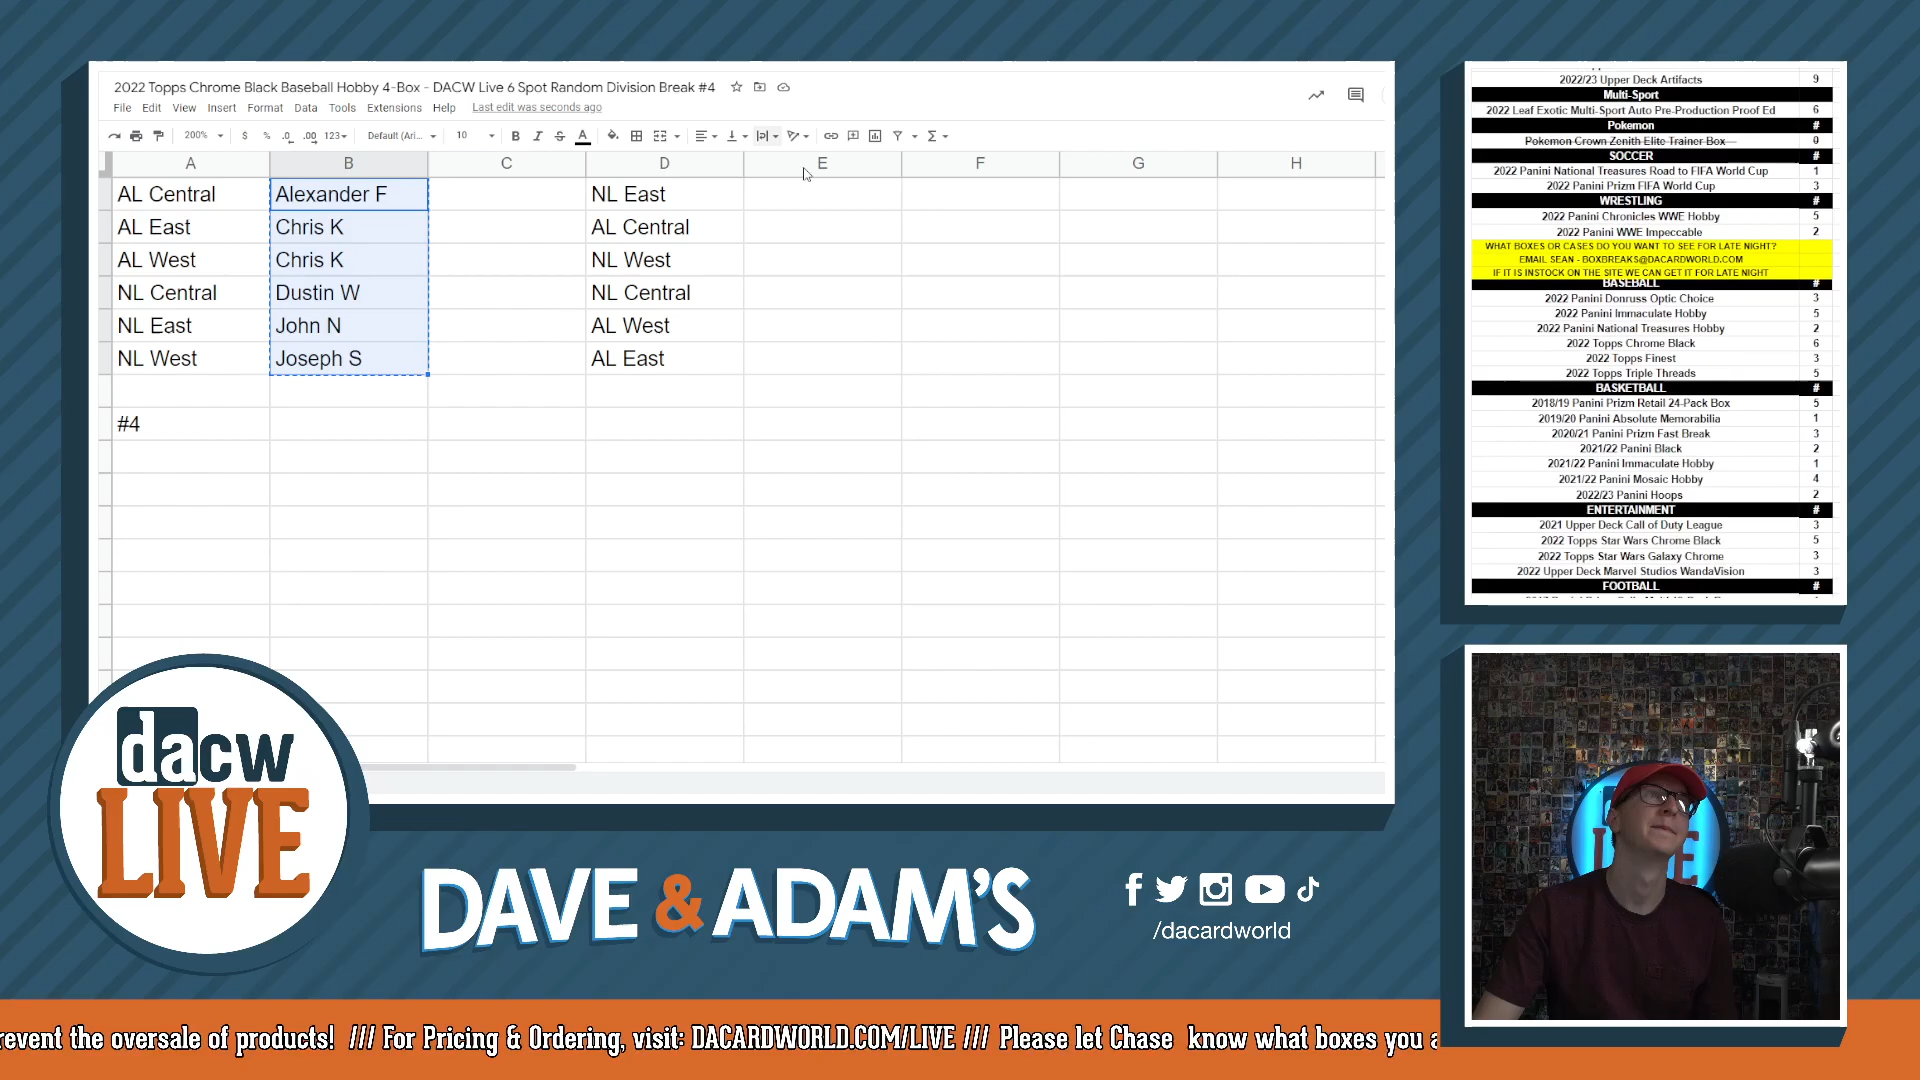 2022 Topps Chrome Black Baseball Hobby 4-Box - DACW Live 6 Spot Random Division Break #4
File Edit View Insert Format Data Tools Extensions Help Last edit was seconds ago
200% $ % .0 .00 123 Default (Ari... 10 B I S A
A B C D E F G H
AL Central Alexander F NL East
AL East Chris K AL Central
AL West Chris K NL West
NL Central Dustin W NL Central
NL East John N AL West
NL West Joseph S AL East
#4
2022/23 Upper Deck Artifacts 9
Multi-Sport
2022 Leaf Exotic Multi-Sport Auto Pre-Production Proof Ed 6
Pokemon #
Pokemon Crown Zenith Elite Trainer Box 0
SOCCER #
2022 Panini National Treasures Road to FIFA World Cup 1
2022 Panini Prizm FIFA World Cup 3
WRESTLING #
2022 Panini Chronicles WWE Hobby 5
2022 Panini WWE Impeccable 2
WHAT BOXES OR CASES DO YOU WANT TO SEE FOR LATE NIGHT?
EMAIL SEAN - BOXBREAKS@DACARDWORLD.COM
IF IT IS INSTOCK ON THE SITE WE CAN GET IT FOR LATE NIGHT
BASEBALL #
2022 Panini Donruss Optic Choice 3
2022 Panini Immaculate Hobby 5
2022 Panini National Treasures Hobby 2
2022 Topps Chrome Black 6
2022 Topps Finest 3
2022 Topps Triple Threads 5
BASKETBALL #
2018/19 Panini Prizm Retail 24-Pack Box 5
2019/20 Panini Absolute Memorabilia 1
2020/21 Panini Prizm Fast Break 3
2021/22 Panini Black 2
2021/22 Panini Immaculate Hobby 1
2021/22 Panini Mosaic Hobby 4
2022/23 Panini Hoops 2
ENTERTAINMENT #
2021 Upper Deck Call of Duty League 3
2022 Topps Star Wars Chrome Black 5
2022 Topps Star Wars Galaxy Chrome 3
2022 Upper Deck Marvel Studios WandaVision 3
FOOTBALL #
dacw
LIVE
DAVE & ADAM'S
/dacardworld
revent the oversale of products! /// For Pricing & Ordering, visit: DACARDWORLD.COM/LIVE /// Please let Chase know what boxes you a